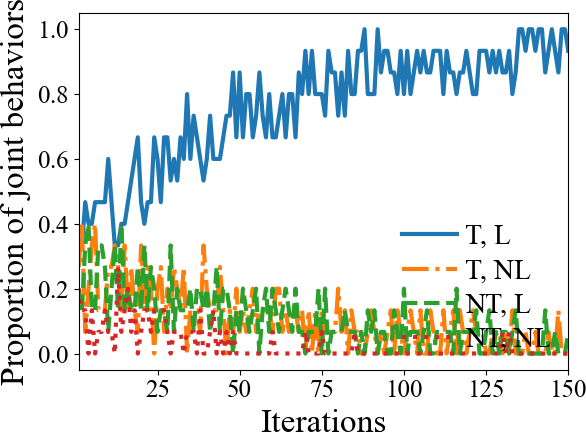 Proportion of joint behaviors
1.0
0.8
0.6
0.4
0.2
0.0
T, L
T, NL
NT, L
NT, NL
25 50 75 100 125 150
Iterations